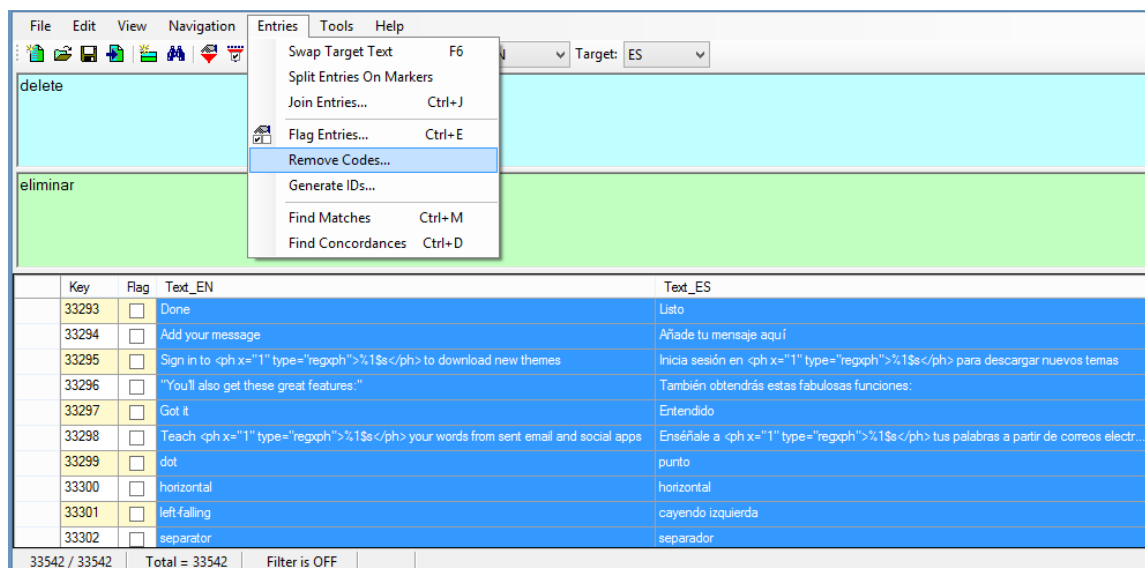 File Edit View Navigation Entries Tools Help
N Target: ES
delete
eliminar
Swap Target Text F6
Split Entries On Markers
Join Entries... Ctrl+J
Flag Entries... Ctrl+E
Remove Codes...
Generate IDs...
Find Matches Ctrl+M
Find Concordances Ctrl+D
Key Flag Text_EN Text_ES
33293 Done Listo
33294 Add your message Añade tu mensaje aquí
33295 Sign in to <ph x="1" type="regxph">%1$s</ph> to download new themes Inicia sesión en <ph x="1" type="regxph">%1$s</ph> para descargar nuevos temas
33296 "You'll also get these great features:" También obtendrás estas fabulosas funciones:
33297 Got it Entendido
33298 Teach <ph x="1" type="regxph">%1$s</ph> your words from sent email and social apps Enséñale a <ph x="1" type="regxph">%1$s</ph> tus palabras a partir de correos electr...
33299 dot punto
33300 horizontal horizontal
33301 left-falling cayendo izquierda
33302 separator separador
33542 / 33542 Total = 33542 Filter is OFF